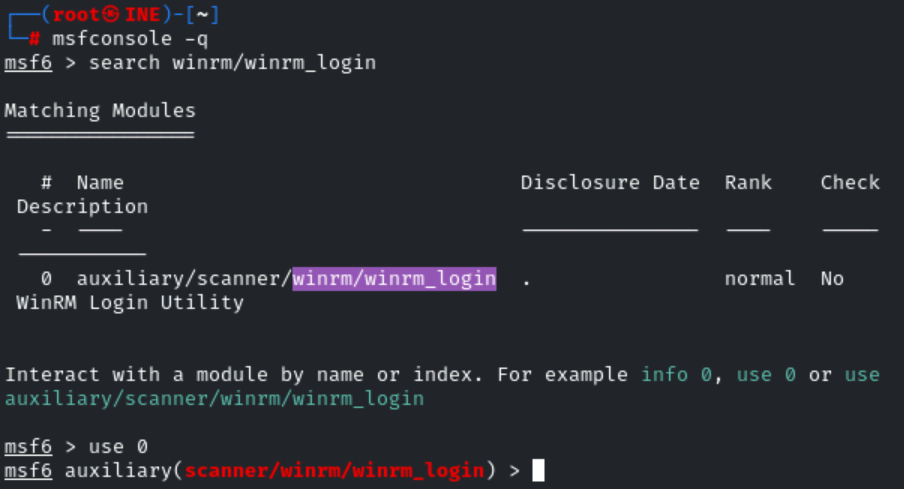 ┌──(root㉿INE)-[~]
└─# msfconsole -q
msf6 > search winrm/winrm_login
Matching Modules
================
# Name Disclosure Date Rank Check
Description
- ---- --------------- ---- -----
-----------
0 auxiliary/scanner/winrm/winrm_login . normal No
WinRM Login Utility
Interact with a module by name or index. For example info 0, use 0 or use
auxiliary/scanner/winrm/winrm_login
msf6 > use 0
msf6 auxiliary(scanner/winrm/winrm_login) >